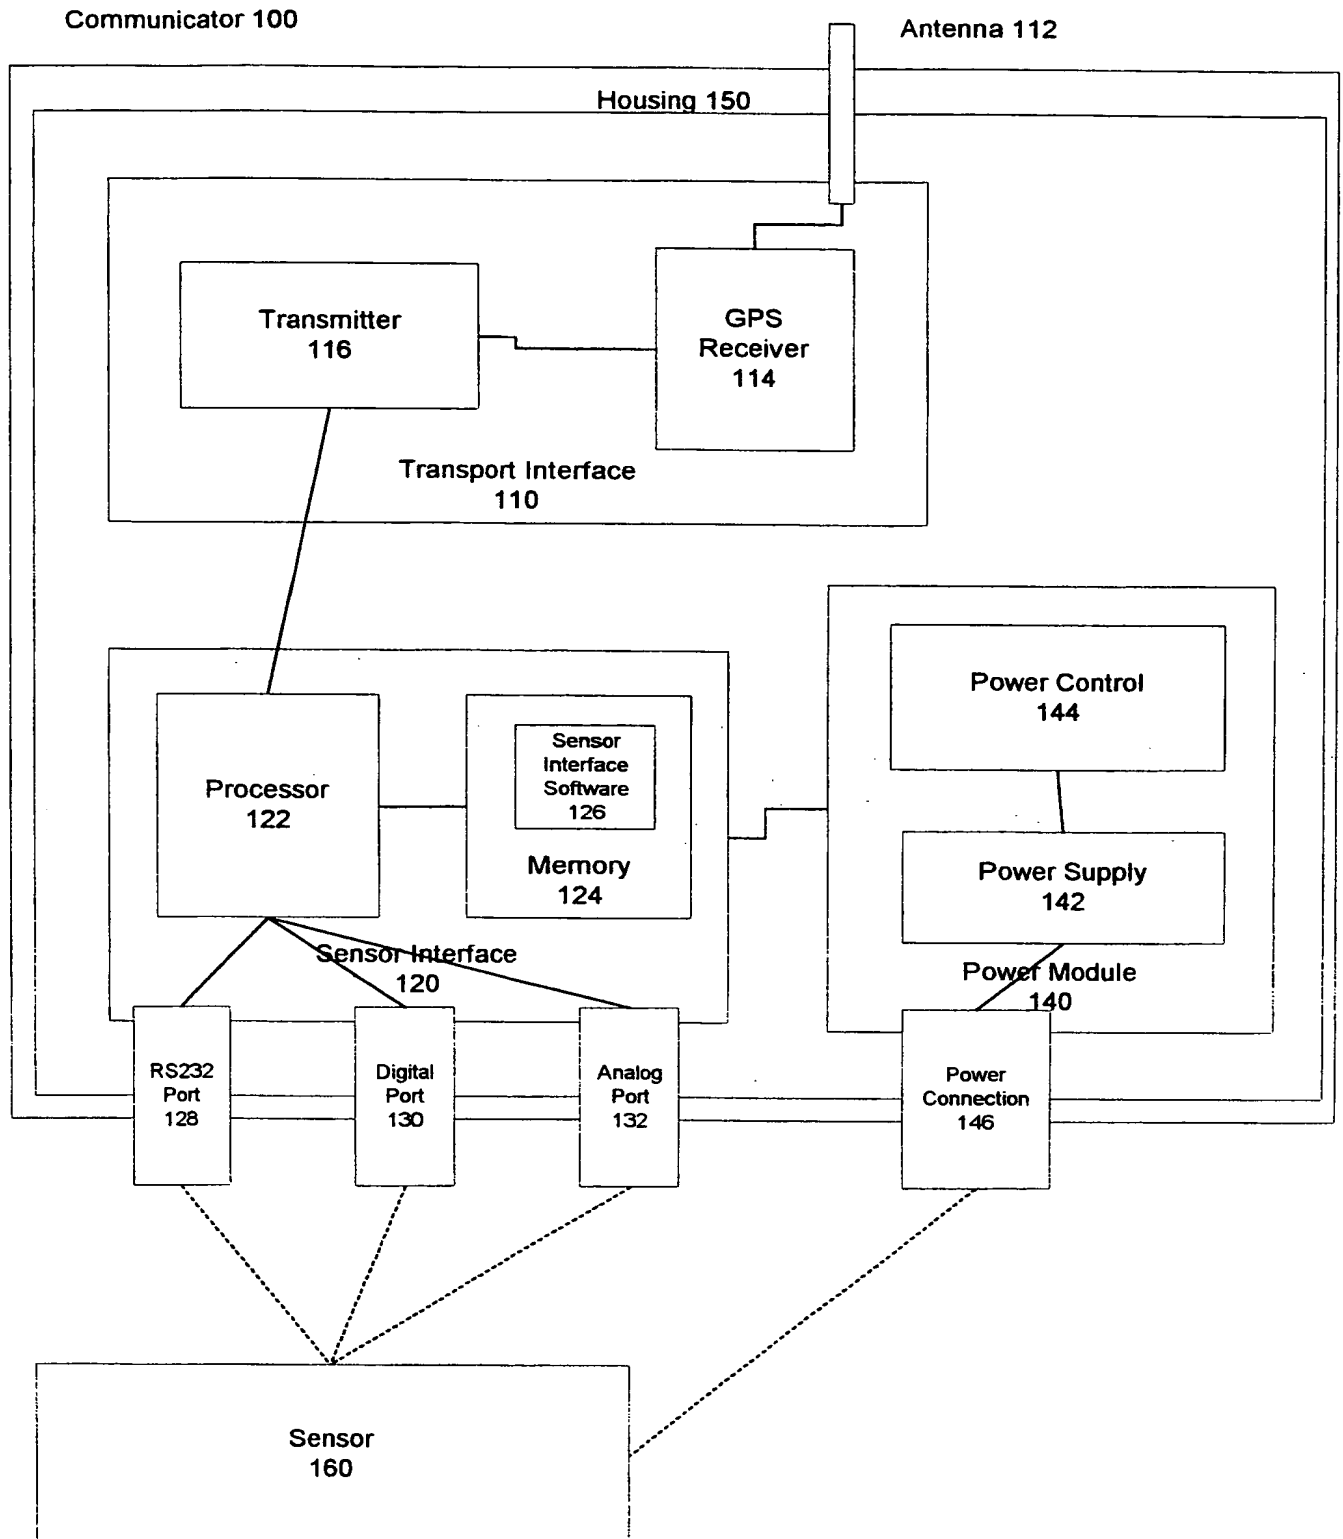 Communicator 100
Antenna 112
Housing 150
Transmitter
116
GPS
Receiver
114
Transport Interface
110
Power Control
144
Sensor
Interface
Software
126
Processor
122
Memory
124
Power Supply
142
Sensor Interface
120
Power Module
140
RS232
Port
128
Digital
Port
130
Analog
Port
132
Power
Connection
146
Sensor
160